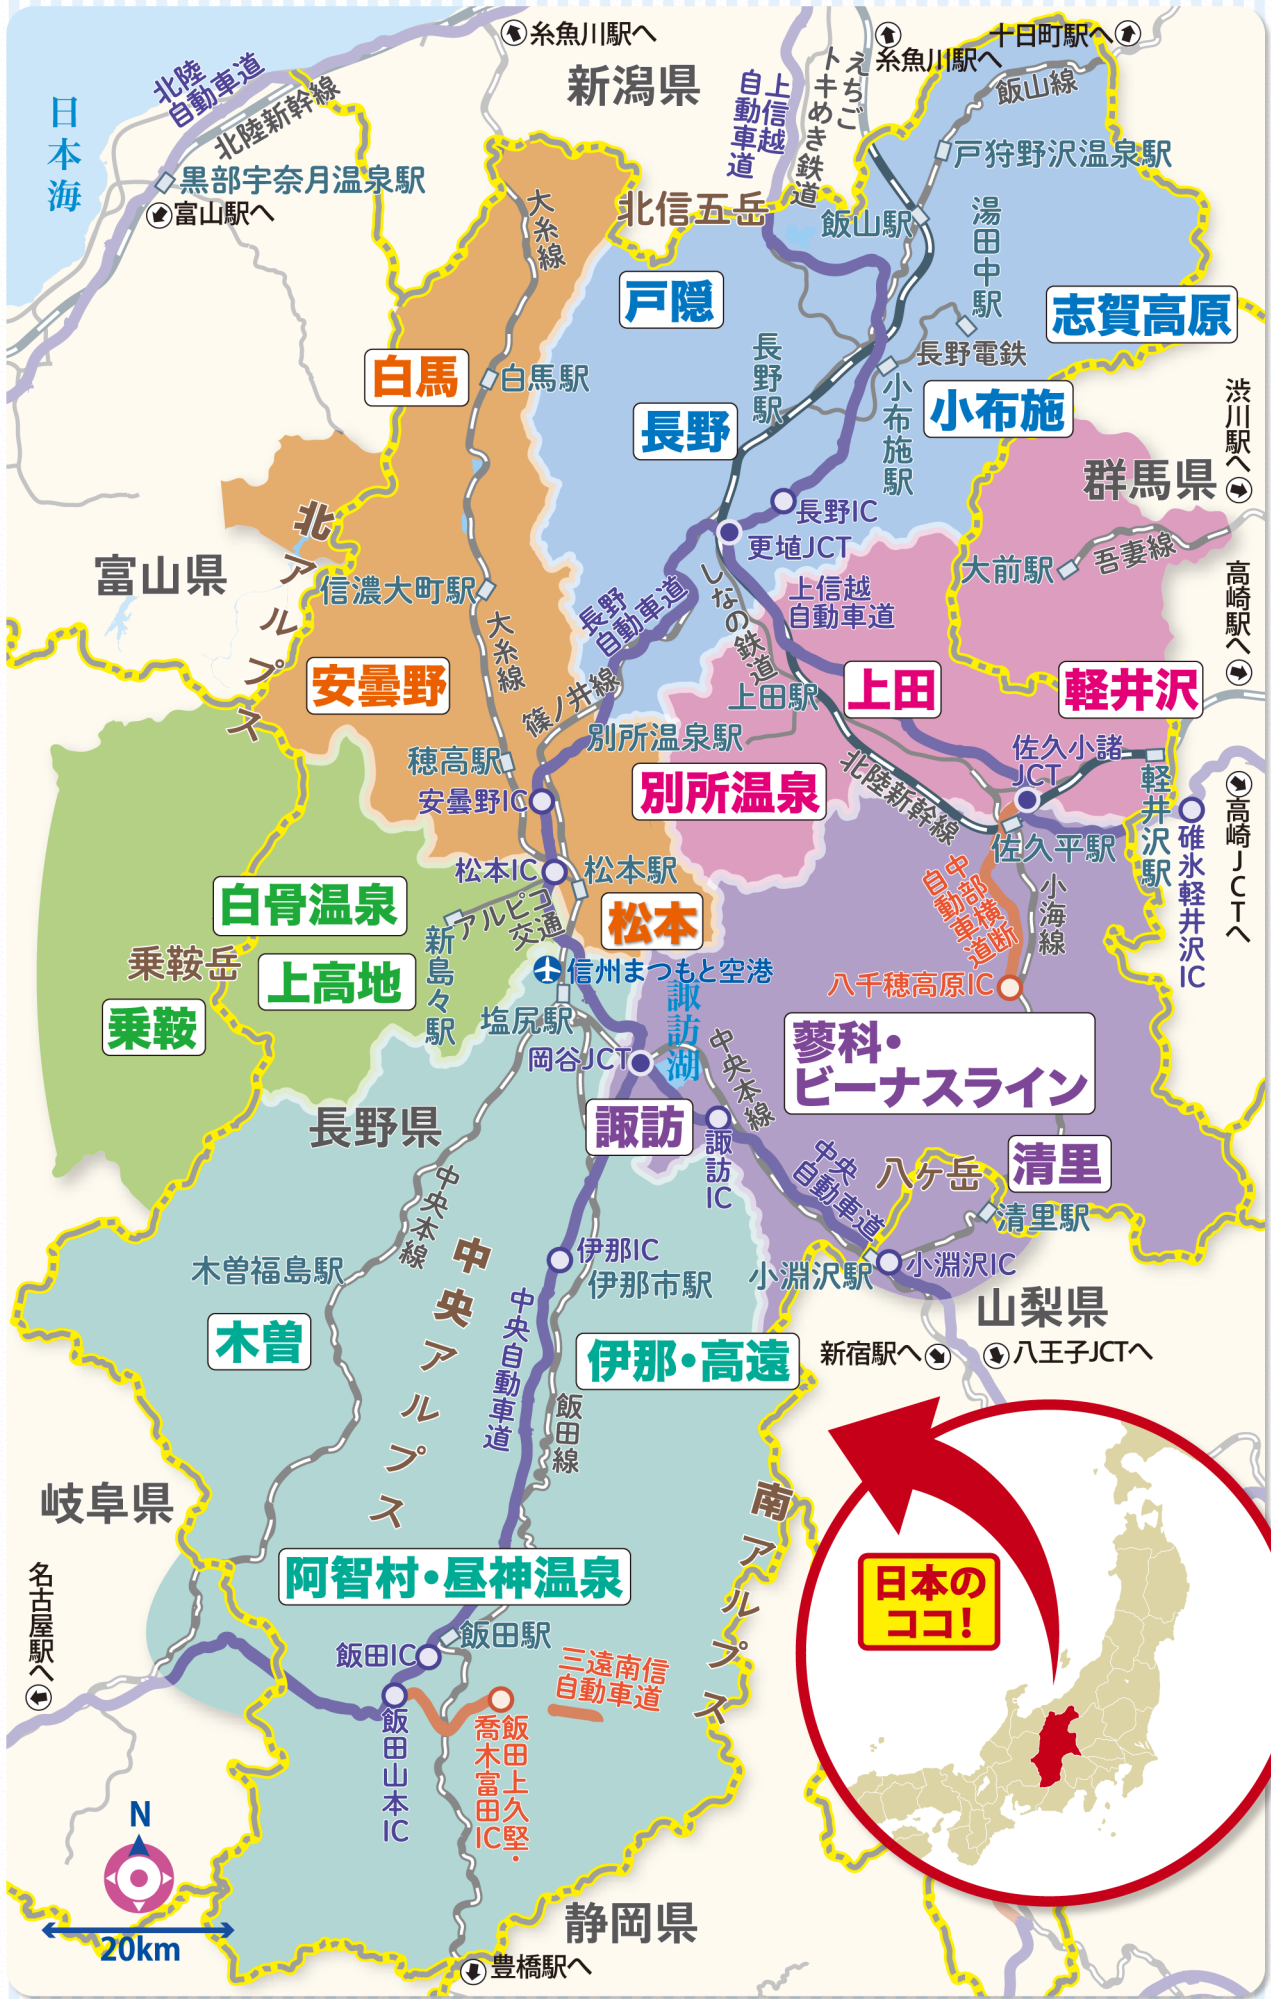 糸魚川駅へ
糸魚川駅へ
十日町駅へ
新潟県
北陸
自動車道
北陸新幹線
日本海
上信越
自動車道
えちご
トキめき鉄道
飯山線
戸狩野沢温泉駅
黒部宇奈月温泉駅
富山駅へ
大糸線
北信五岳
飯山駅
湯田中駅
戸隠
志賀高原
長野駅
長野電鉄
白馬
白馬駅
小布施駅
小布施
長野
渋川駅へ
群馬県
北アルプス
長野IC
更埴JCT
富山県
大前駅
吾妻線
信濃大町駅
長野
自動車道
しなの鉄道
上信越
自動車道
高崎駅へ
大糸線
安曇野
篠ノ井線
上田駅
上田
軽井沢
穂高駅
別所温泉駅
佐久小諸
JCT
安曇野IC
別所温泉
北陸新幹線
軽井沢駅
高崎JCTへ
碓氷軽井沢IC
佐久平駅
松本IC
松本駅
中部横断
自動車道
小海線
白骨温泉
アルピコ
交通
松本
新島々駅
乗鞍岳
上高地
信州まつもと空港
八千穂高原IC
乗鞍
塩尻駅
諏訪湖
岡谷JCT
中央本線
蓼科・
ビーナスライン
長野県
諏訪
諏訪IC
中央
自動車道
八ヶ岳
清里
中央本線
清里駅
中央アルプス
木曽福島駅
伊那IC
伊那市駅
小淵沢駅
小淵沢IC
山梨県
木曽
中央自動車道
伊那・高遠
新宿駅へ
八王子JCTへ
飯田線
岐阜県
南アルプス
名古屋駅へ
阿智村・昼神温泉
日本の
ココ!
飯田IC
飯田駅
三遠南信
自動車道
飯田山本IC
飯田上久堅・
喬木富田IC
N
20km
静岡県
豊橋駅へ